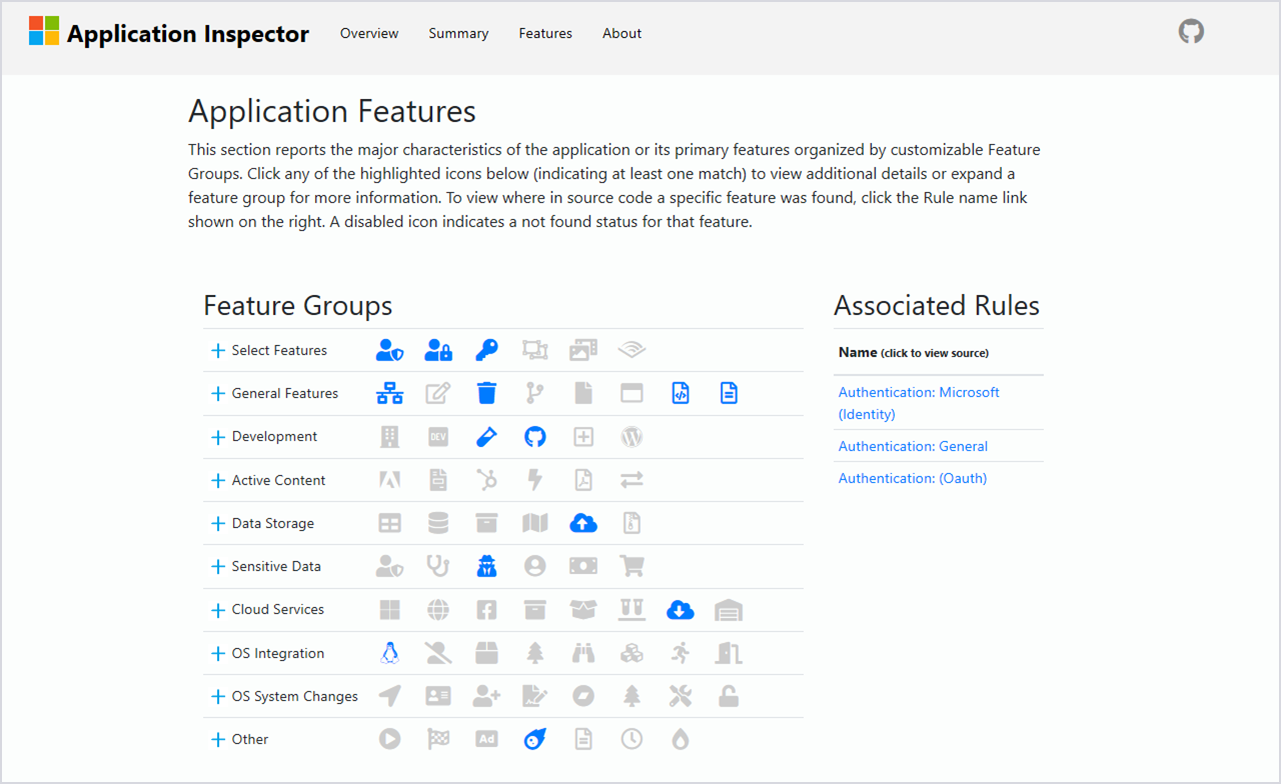 Application Inspector Overview Summary Features About
Application Features
This section reports the major characteristics of the application or its primary features organized by customizable Feature
Groups. Click any of the highlighted icons below (indicating at least one match) to view additional details or expand a
feature group for more information. To view where in source code a specific feature was found, click the Rule name link
shown on the right. A disabled icon indicates a not found status for that feature.
Feature Groups
Select Features
General Features
Development
DEV
Active Content
Data Storage
Sensitive Data
Cloud Services
OS Integration
OS System Changes
Other
Ad
Associated Rules
Name (click to view source)
Authentication: Microsoft
(Identity)
Authentication: General
Authentication: (Oauth)